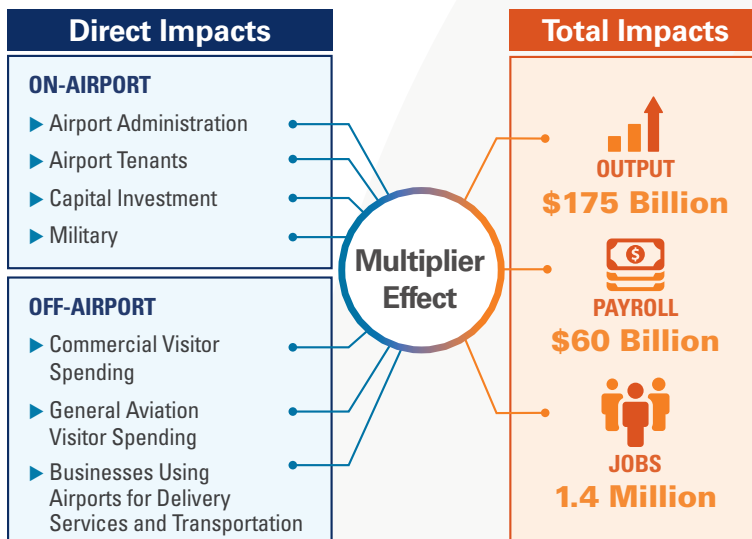 Direct Impacts
ON-AIRPORT
▶ Airport Administration
▶ Airport Tenants
▶ Capital Investment
▶ Military
OFF-AIRPORT
▶ Commercial Visitor
Spending
▶ General Aviation
Visitor Spending
▶ Businesses Using
Airports for Delivery
Services and Transportation
Multiplier
Effect
Total Impacts
OUTPUT
$175 Billion
$
PAYROLL
$60 Billion
JOBS
1.4 Million